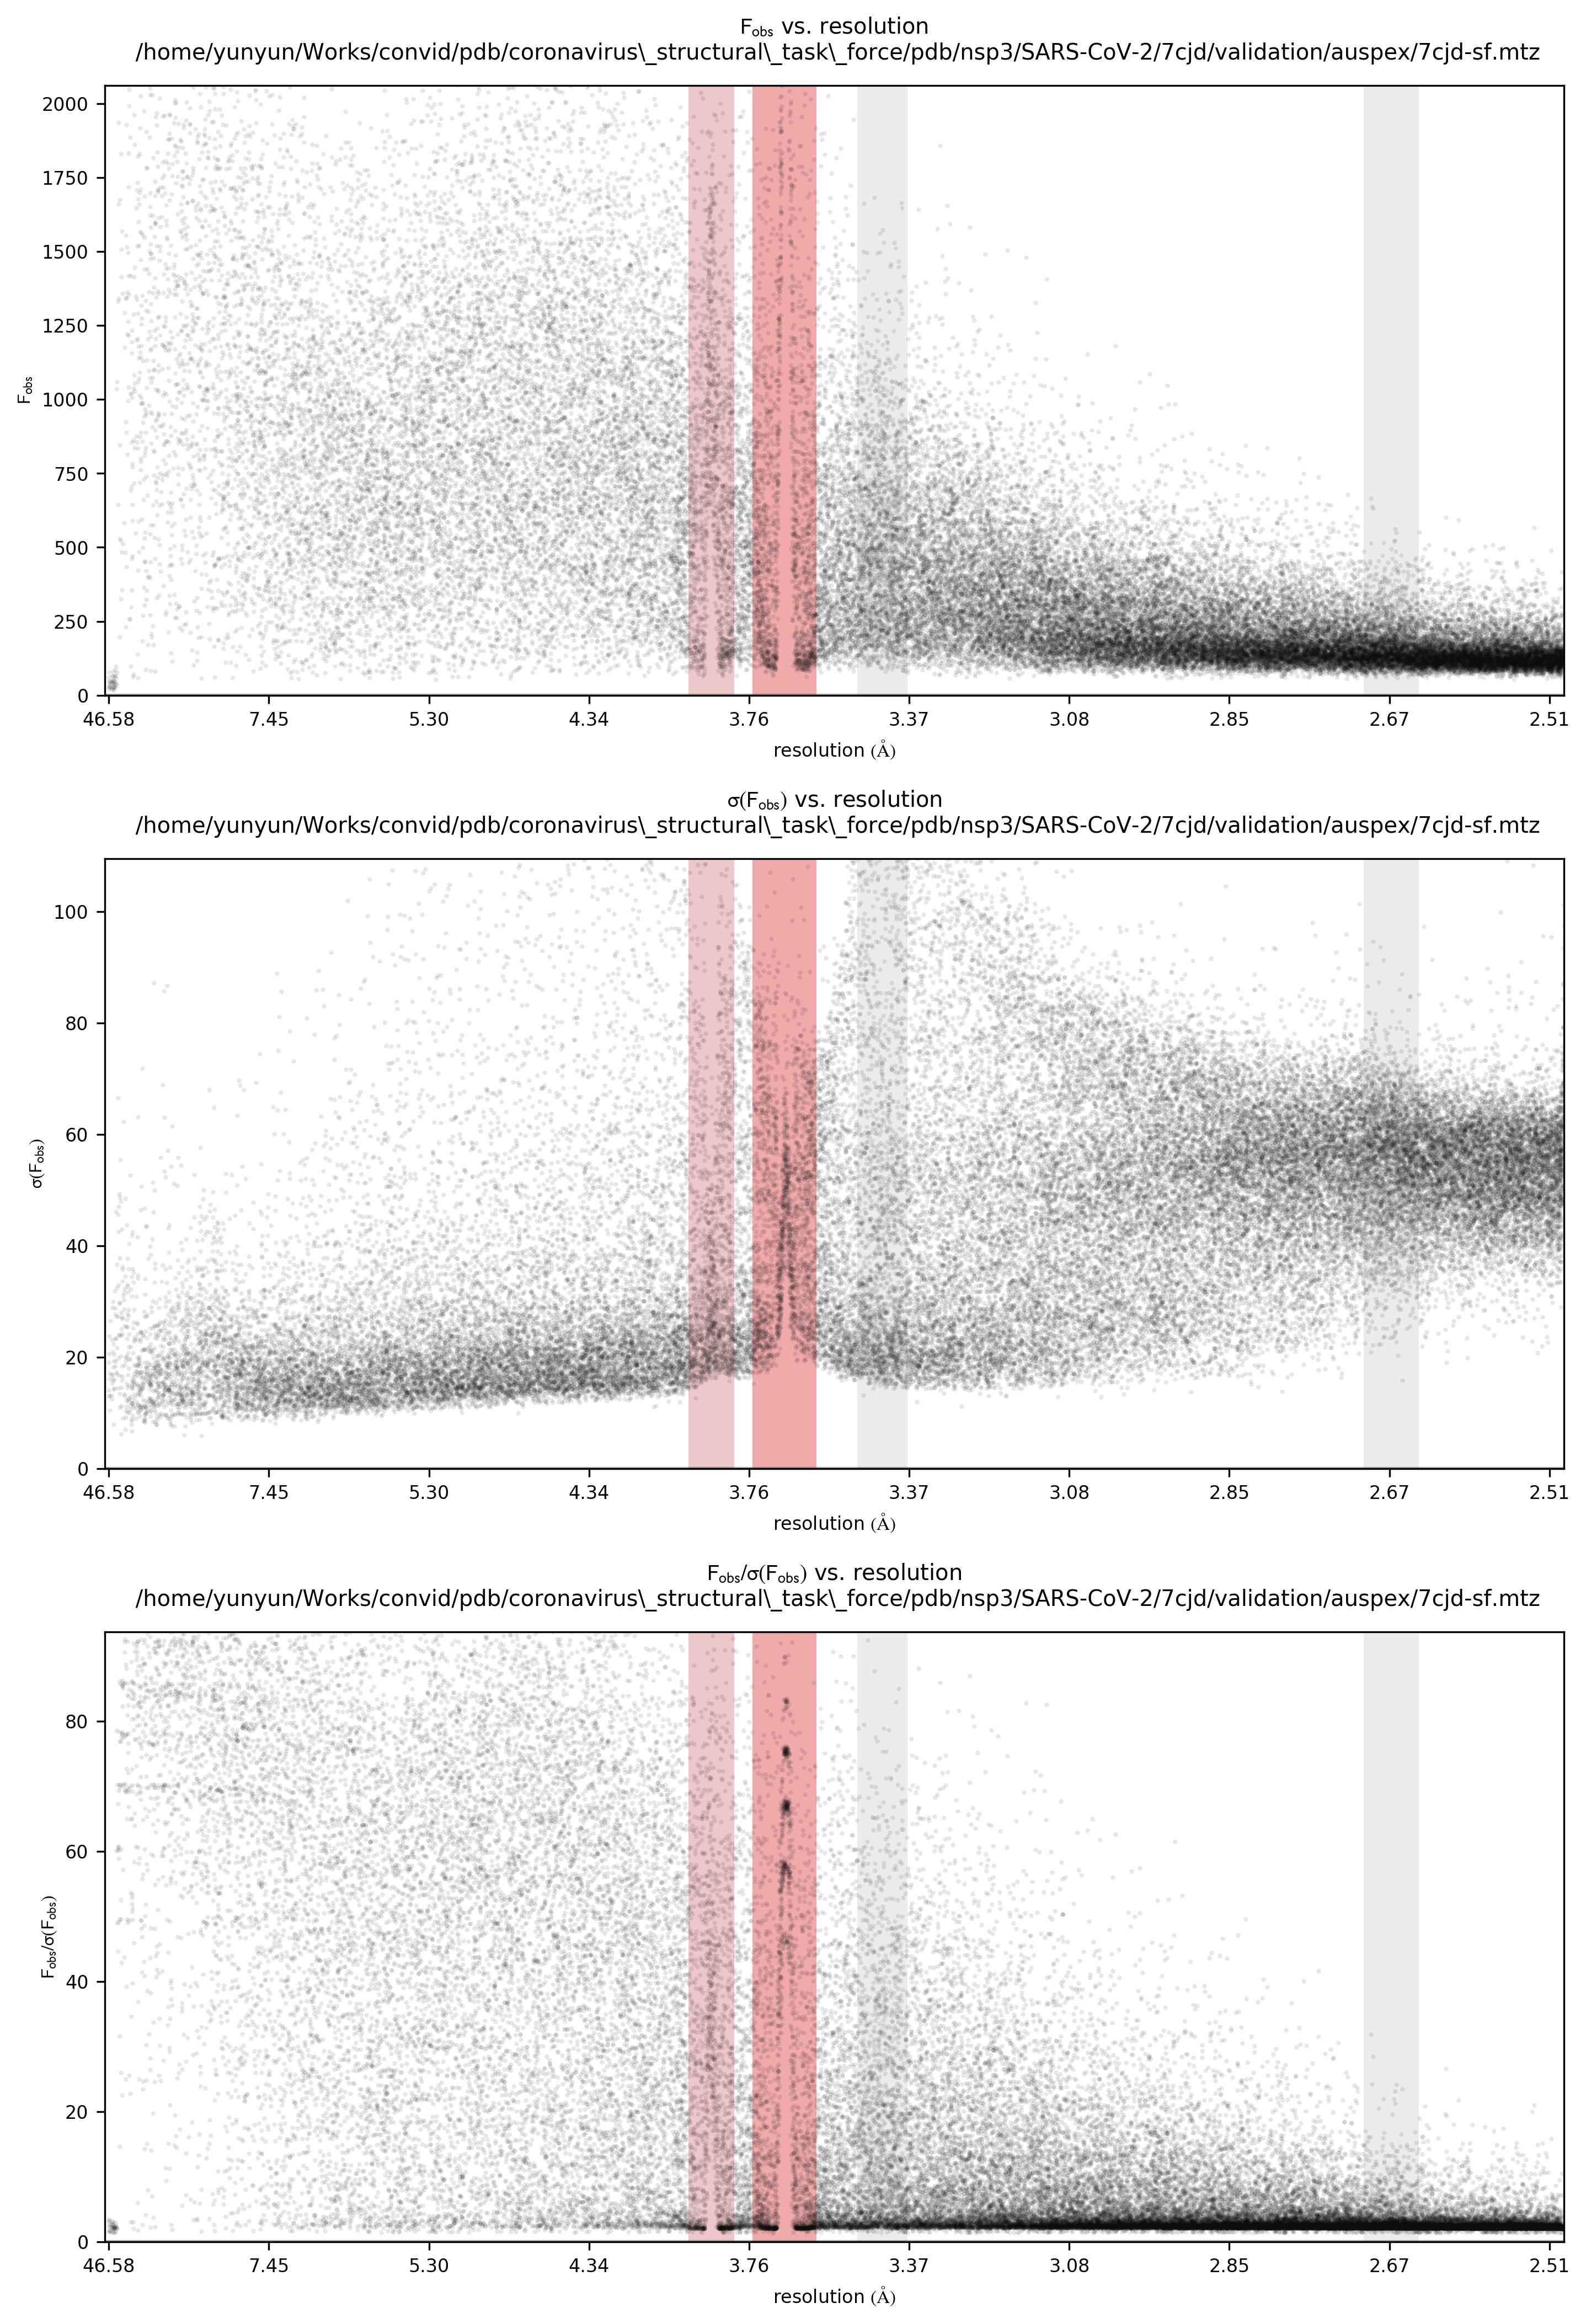 Fobs vs. resolution
/home/yunyun/Works/convid/pdb/coronavirus\_structural\_task\_force/pdb/nsp3/SARS-CoV-2/7cjd/validation/auspex/7cjd-sf.mtz
2000
1750
1500
1250
1000
750
500
250
0
Fobs
46.58 7.45 5.30 4.34 3.76 3.37 3.08 2.85 2.67 2.51
resolution (Å)
σ(Fobs) vs. resolution
/home/yunyun/Works/convid/pdb/coronavirus\_structural\_task\_force/pdb/nsp3/SARS-CoV-2/7cjd/validation/auspex/7cjd-sf.mtz
100
80
60
40
20
0
σ(Fobs)
46.58 7.45 5.30 4.34 3.76 3.37 3.08 2.85 2.67 2.51
resolution (Å)
Fobs/σ(Fobs) vs. resolution
/home/yunyun/Works/convid/pdb/coronavirus\_structural\_task\_force/pdb/nsp3/SARS-CoV-2/7cjd/validation/auspex/7cjd-sf.mtz
80
60
40
20
0
Fobs/σ(Fobs)
46.58 7.45 5.30 4.34 3.76 3.37 3.08 2.85 2.67 2.51
resolution (Å)